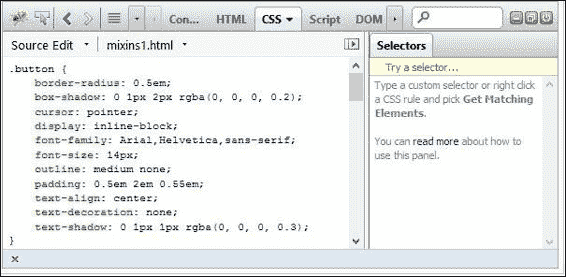 Con... HTML CSS Script DOM
Source Edit mixins1.html
.button {
border-radius: 0.5em;
box-shadow: 0 1px 2px rgba(0, 0, 0, 0.2);
cursor: pointer;
display: inline-block;
font-family: Arial,Helvetica,sans-serif;
font-size: 14px;
outline: medium none;
padding: 0.5em 2em 0.55em;
text-align: center;
text-decoration: none;
text-shadow: 0 1px 1px rgba(0, 0, 0, 0.3);
}
Selectors
Try a selector...
Type a custom selector or right click
a CSS rule and pick Get Matching
Elements.
You can read more about how to
use this panel.